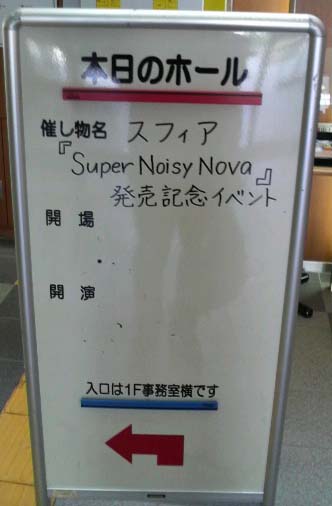 本日のホール
催し物名 スフィア
『Super Noisy Nova』
発売記念イベント
開場
開演
入口は1F事務室横です